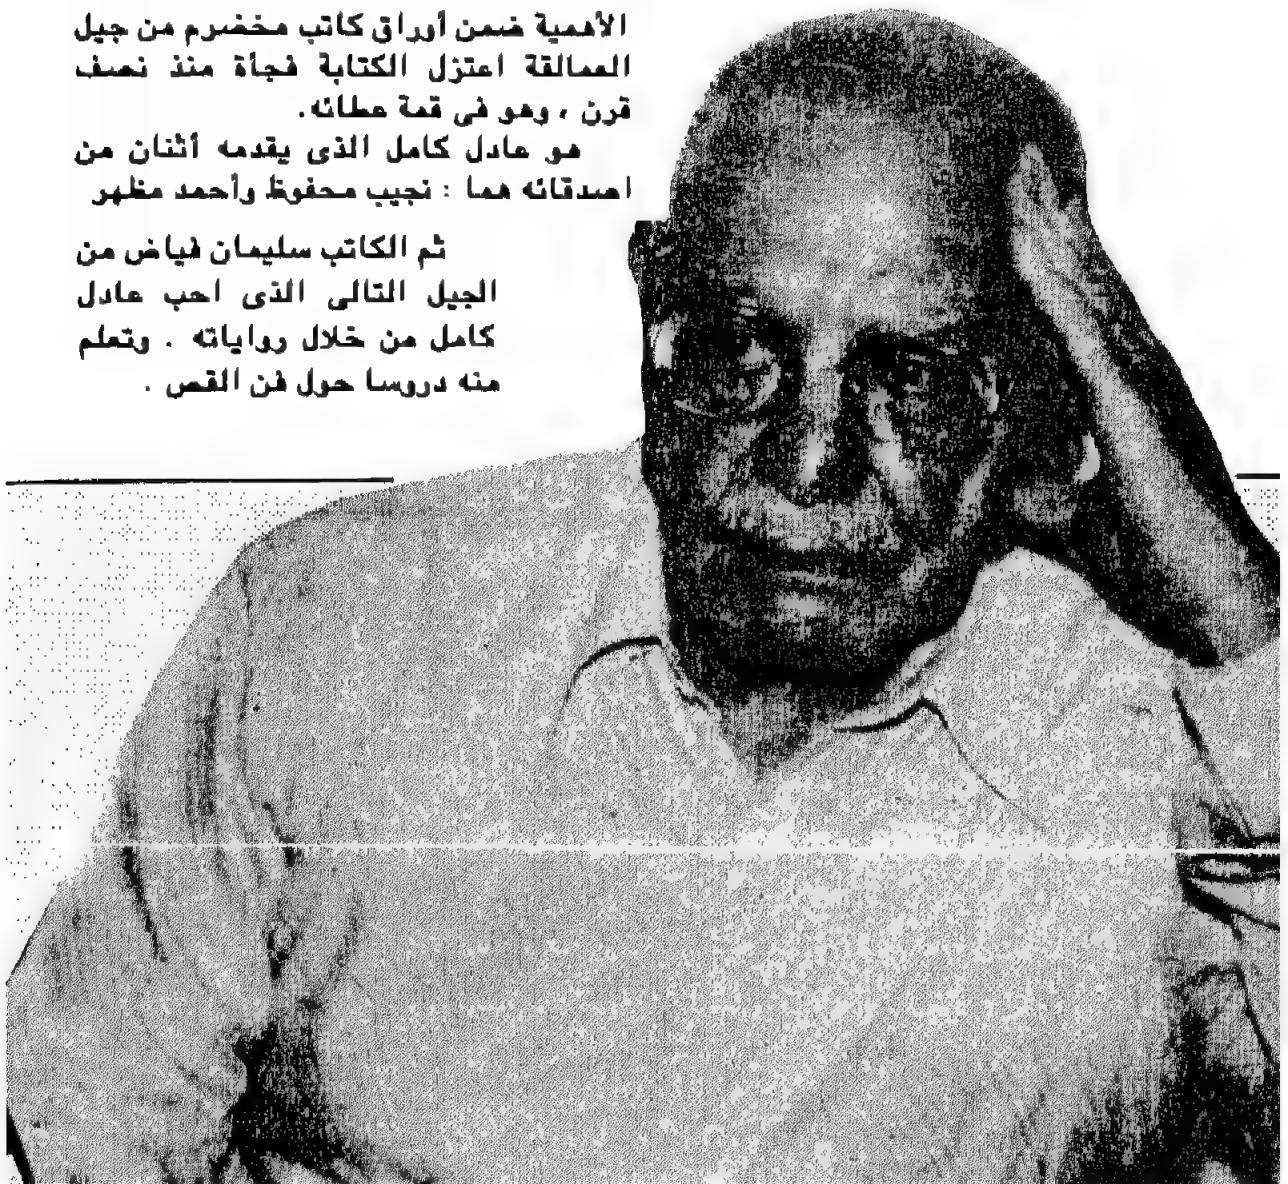 الأهمية ضمن أوراق كاتب مخضرم من جيل
العمالقة اعتزل الكتابة فجأة منذ نصف
قرن ، وهو فى قمة عطائه.
هو عادل كامل الذى يقدمه أثنان من
اصدقائه هما : نجيب محفوظ وأحمد مظهر
ثم الكاتب سليمان فياض من
الجيل التالى الذى احب عادل
كامل من خلال رواياته . وتعلم
منه دروسا حول فن القص .